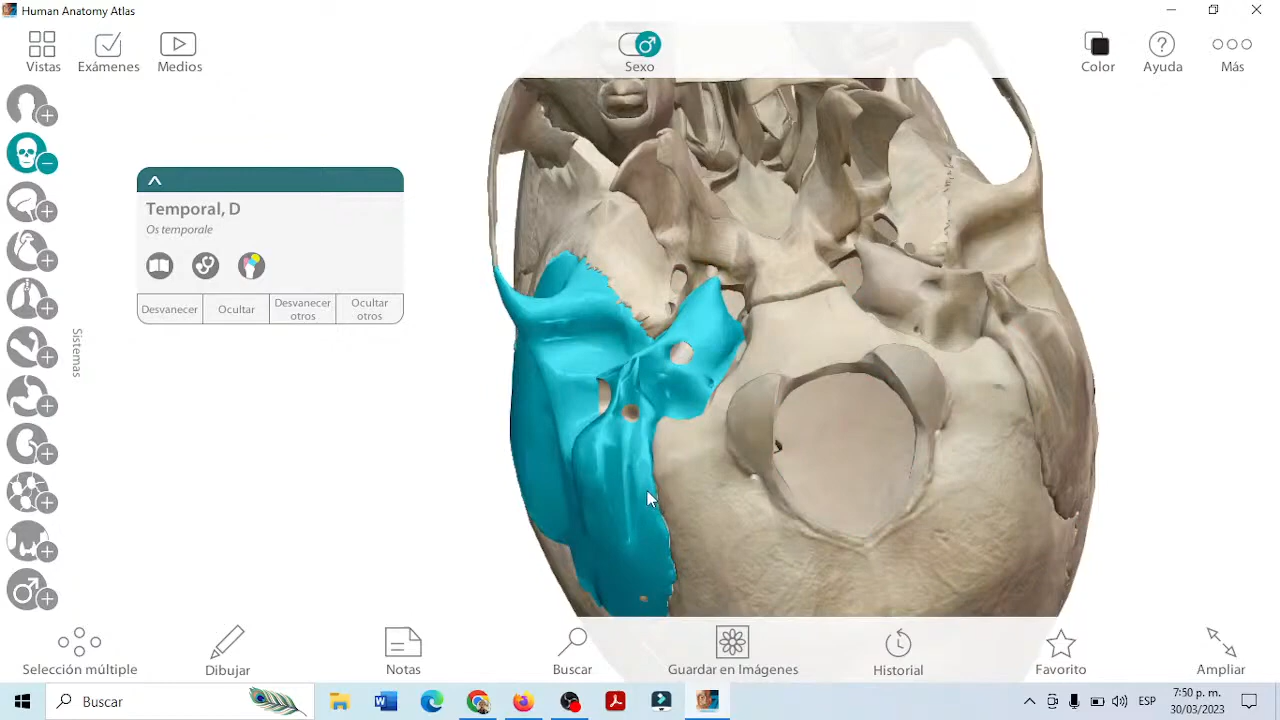 Human Anatomy Atlas
Vistas
Exámenes
Medios
Sexo
Color
Ayuda
Más
Temporal, D
Os temporale
Desvanecer
Ocultar
Desvanecer
otros
Ocultar
otros
Sistemas
Selección múltiple
Dibujar
Notas
Buscar
Guardar en Imágenes
Historial
Favorito
Ampliar
Buscar
ESP
7:50 p. m.
30/03/2023